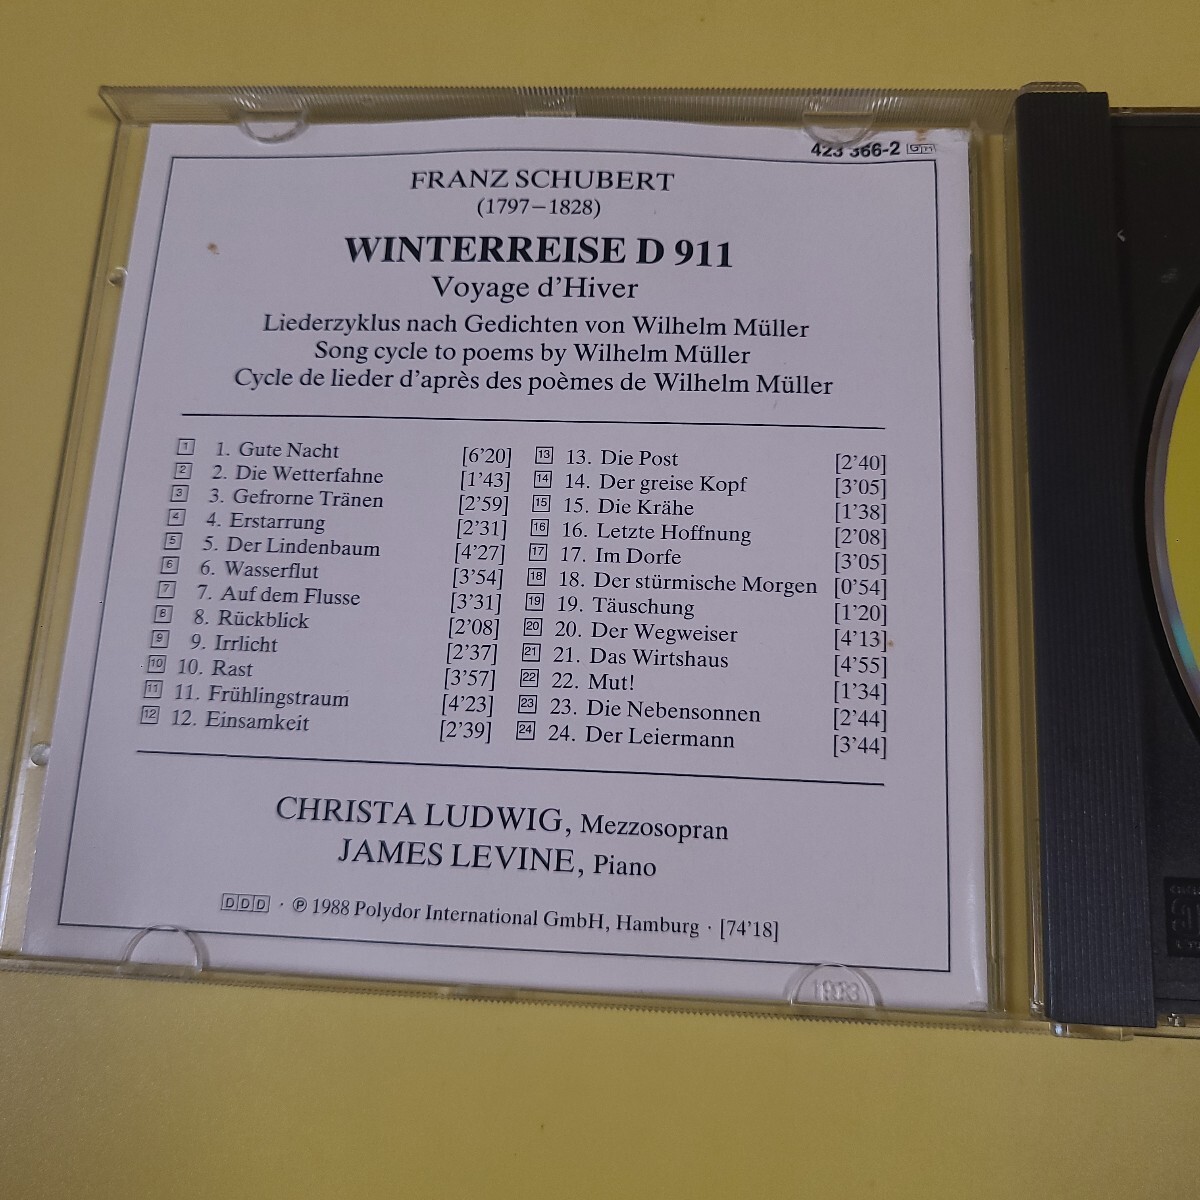 423 366-2 GH
FRANZ SCHUBERT
(1797–1828)
WINTERREISE D 911
Voyage d'Hiver
Liederzyklus nach Gedichten von Wilhelm Müller
Song cycle to poems by Wilhelm Müller
Cycle de lieder d'après des poèmes de Wilhelm Müller
1 1. Gute Nacht [6'20]
2 2. Die Wetterfahne [1'43]
3 3. Gefrorne Tränen [2'59]
4 4. Erstarrung [2'31]
5 5. Der Lindenbaum [4'27]
6 6. Wasserflut [3'54]
7 7. Auf dem Flusse [3'31]
8 8. Rückblick [2'08]
9 9. Irrlicht [2'37]
10 10. Rast [3'57]
11 11. Frühlingstraum [4'23]
12 12. Einsamkeit [2'39]
13 13. Die Post [2'40]
14 14. Der greise Kopf [3'05]
15 15. Die Krähe [1'38]
16 16. Letzte Hoffnung [2'08]
17 17. Im Dorfe [3'05]
18 18. Der stürmische Morgen [0'54]
19 19. Täuschung [1'20]
20 20. Der Wegweiser [4'13]
21 21. Das Wirtshaus [4'55]
22 22. Mut! [1'34]
23 23. Die Nebensonnen [2'44]
24 24. Der Leiermann [3'44]
CHRISTA LUDWIG, Mezzosopran
JAMES LEVINE, Piano
DDD · ℗ 1988 Polydor International GmbH, Hamburg · [74'18]